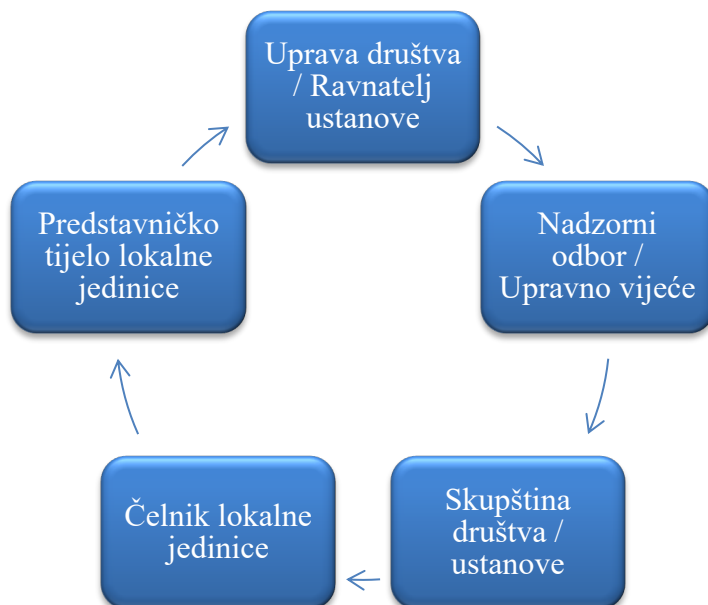 Uprava društva
/ Ravnatelj
ustanove
Predstavničko
tijelo lokalne
jedinice
Nadzorni
odbor /
Upravno vijeće
Čelnik lokalne
jedinice
Skupština
društva /
ustanove